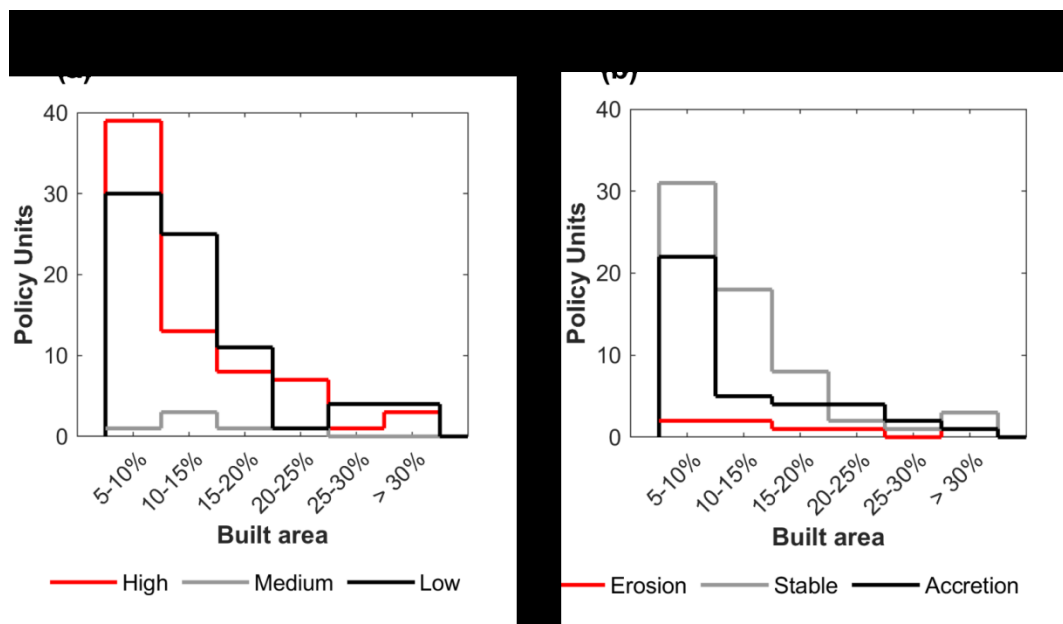 (a)
(b)
40
30
20
10
0
Policy Units
5-10%
10-15%
15-20%
20-25%
25-30%
> 30%
Built area
High Medium Low
40
30
20
10
0
Policy Units
5-10%
10-15%
15-20%
20-25%
25-30%
> 30%
Built area
Erosion Stable Accretion